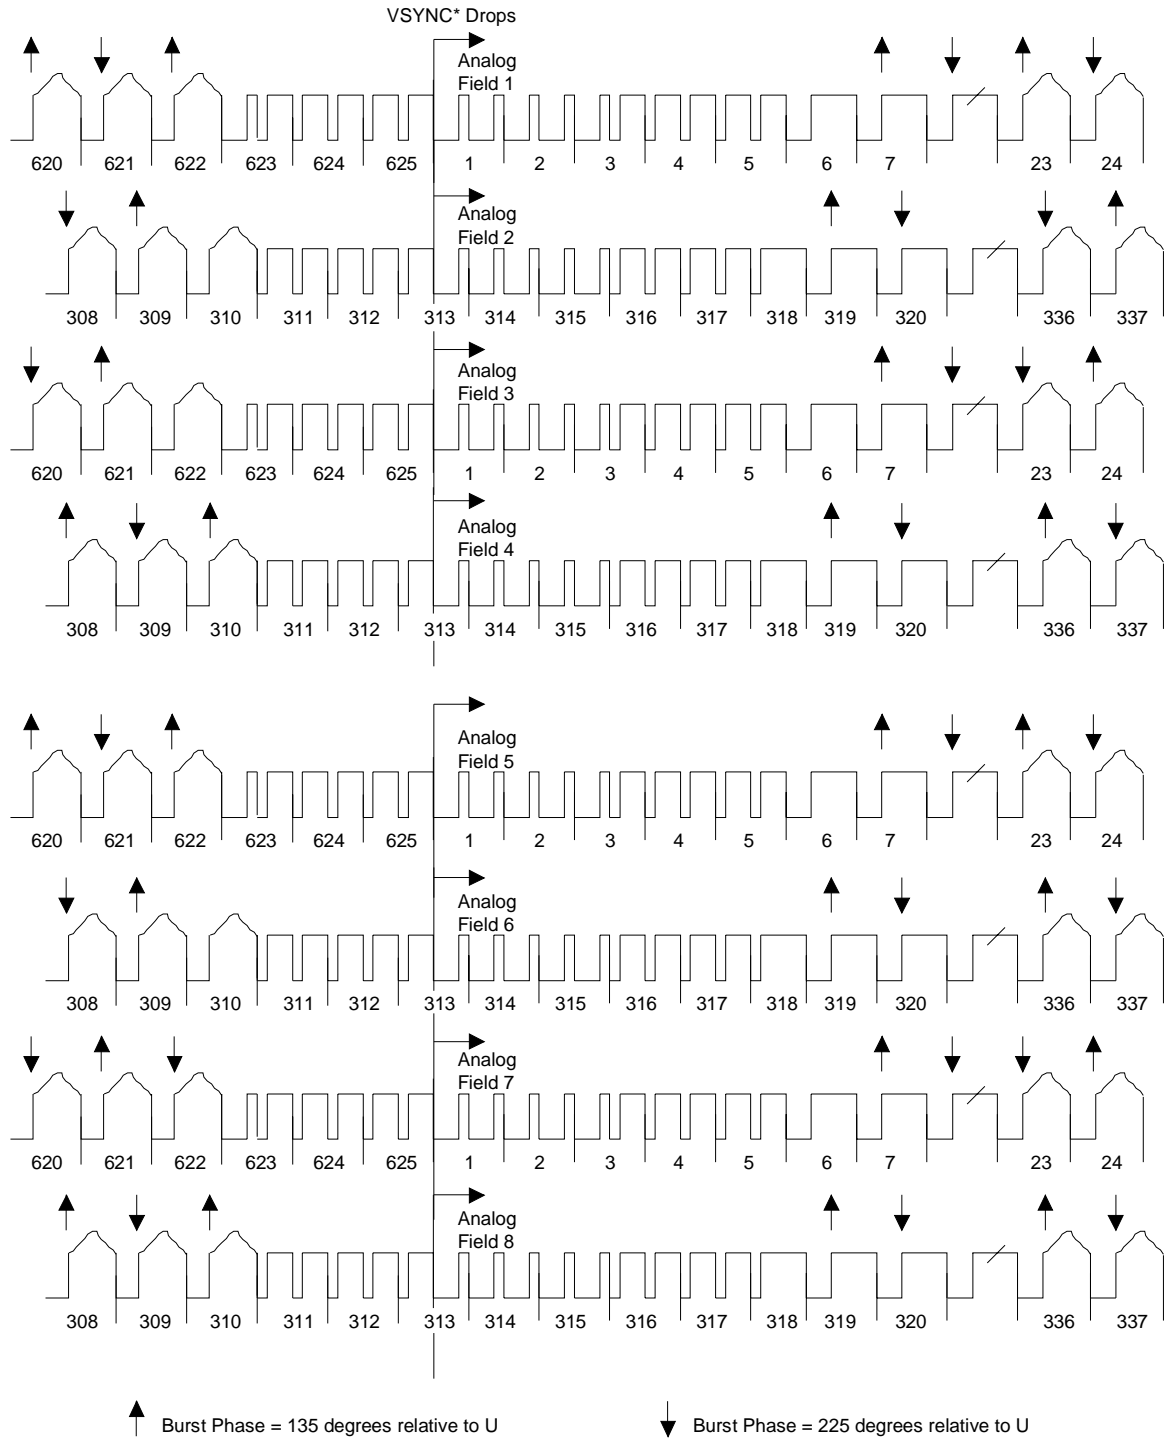 VSYNC* Drops
Analog
Field 1
620 621 622 623 624 625 1 2 3 4 5 6 7 23 24
Analog
Field 2
308 309 310 311 312 313 314 315 316 317 318 319 320 336 337
Analog
Field 3
620 621 622 623 624 625 1 2 3 4 5 6 7 23 24
Analog
Field 4
308 309 310 311 312 313 314 315 316 317 318 319 320 336 337
Analog
Field 5
620 621 622 623 624 625 1 2 3 4 5 6 7 23 24
Analog
Field 6
308 309 310 311 312 313 314 315 316 317 318 319 320 336 337
Analog
Field 7
620 621 622 623 624 625 1 2 3 4 5 6 7 23 24
Analog
Field 8
308 309 310 311 312 313 314 315 316 317 318 319 320 336 337
Burst Phase = 135 degrees relative to U
Burst Phase = 225 degrees relative to U